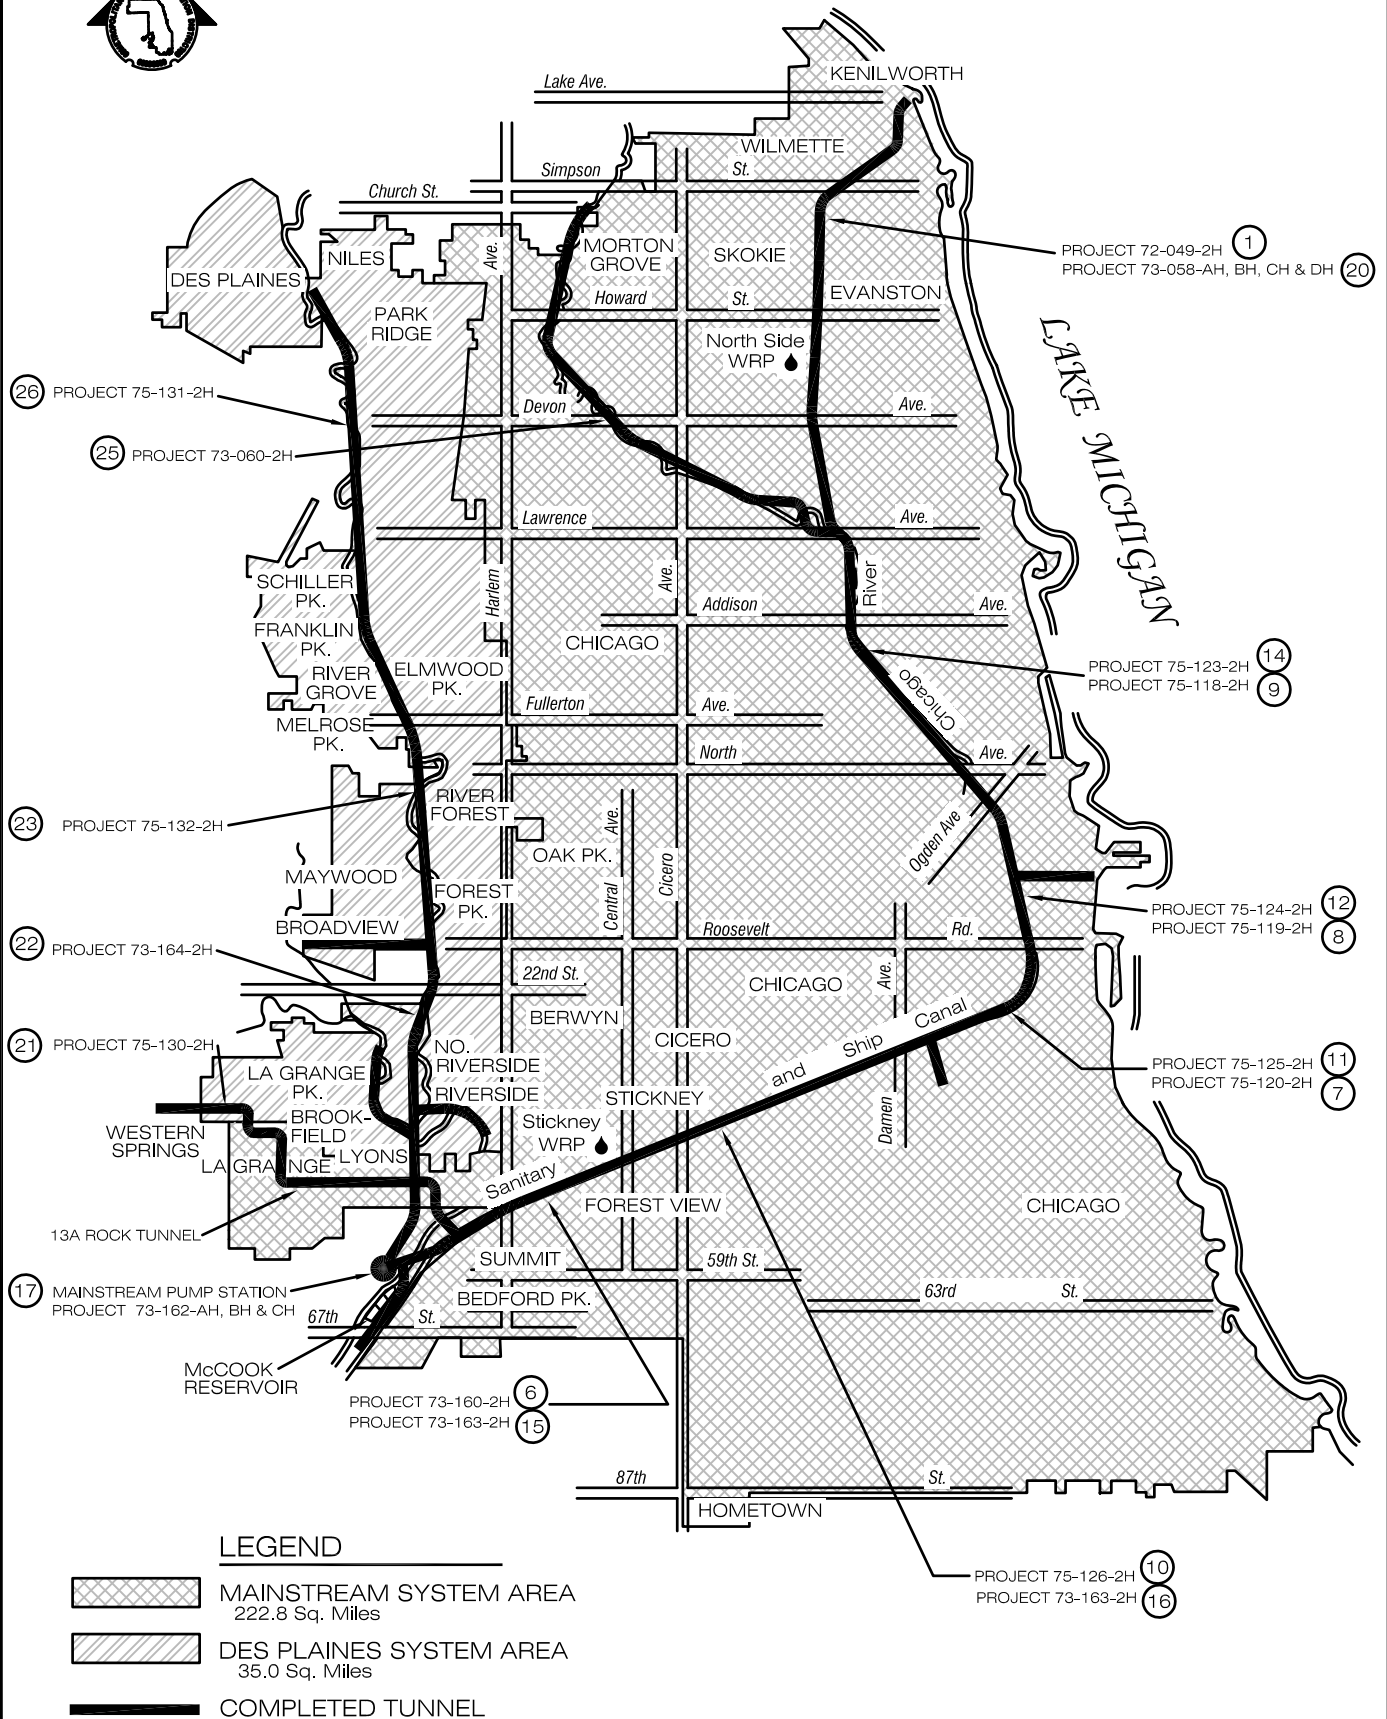 KENILWORTH
Lake Ave.
WILMETTE
Simpson
St.
Church St.
Ave.
MORTON
GROVE
SKOKIE
NILES
DES PLAINES
PROJECT 72-049-2H 1
PROJECT 73-058-AH, BH, CH & DH 20
EVANSTON
Howard
St.
PARK
RIDGE
North Side
WRP
LAKE MICHIGAN
26 PROJECT 75-131-2H
Devon
Ave.
25 PROJECT 73-060-2H
Lawrence
Ave.
Harlem
Ave.
River
SCHILLER
PK.
Addison
Ave.
FRANKLIN
PK.
CHICAGO
RIVER
GROVE
ELMWOOD
PK.
PROJECT 75-123-2H 14
PROJECT 75-118-2H 9
Chicago
Fullerton
Ave.
MELROSE
PK.
North
Ave.
RIVER
FOREST
23 PROJECT 75-132-2H
Ave.
Ogden Ave
OAK PK.
Central
Cicero
MAYWOOD
FOREST
PK.
BROADVIEW
PROJECT 75-124-2H 12
PROJECT 75-119-2H 8
Roosevelt
Rd.
22 PROJECT 73-164-2H
22nd St.
CHICAGO
Ave.
BERWYN
CICERO
and Ship Canal
21 PROJECT 75-130-2H
NO.
RIVERSIDE
LA GRANGE
PK.
PROJECT 75-125-2H 11
PROJECT 75-120-2H 7
RIVERSIDE
STICKNEY
BROOK-
FIELD
Stickney
WRP
Damen
WESTERN
SPRINGS
LYONS
LA GRANGE
Sanitary
FOREST VIEW
CHICAGO
13A ROCK TUNNEL
SUMMIT
59th St.
17 MAINSTREAM PUMP STATION
PROJECT 73-162-AH, BH & CH
BEDFORD PK.
63rd
St.
67th
St.
McCOOK
RESERVOIR
PROJECT 73-160-2H 6
PROJECT 73-163-2H 15
87th
St.
HOMETOWN
PROJECT 75-126-2H 10
PROJECT 73-163-2H 16
LEGEND
MAINSTREAM SYSTEM AREA
222.8 Sq. Miles
DES PLAINES SYSTEM AREA
35.0 Sq. Miles
COMPLETED TUNNEL